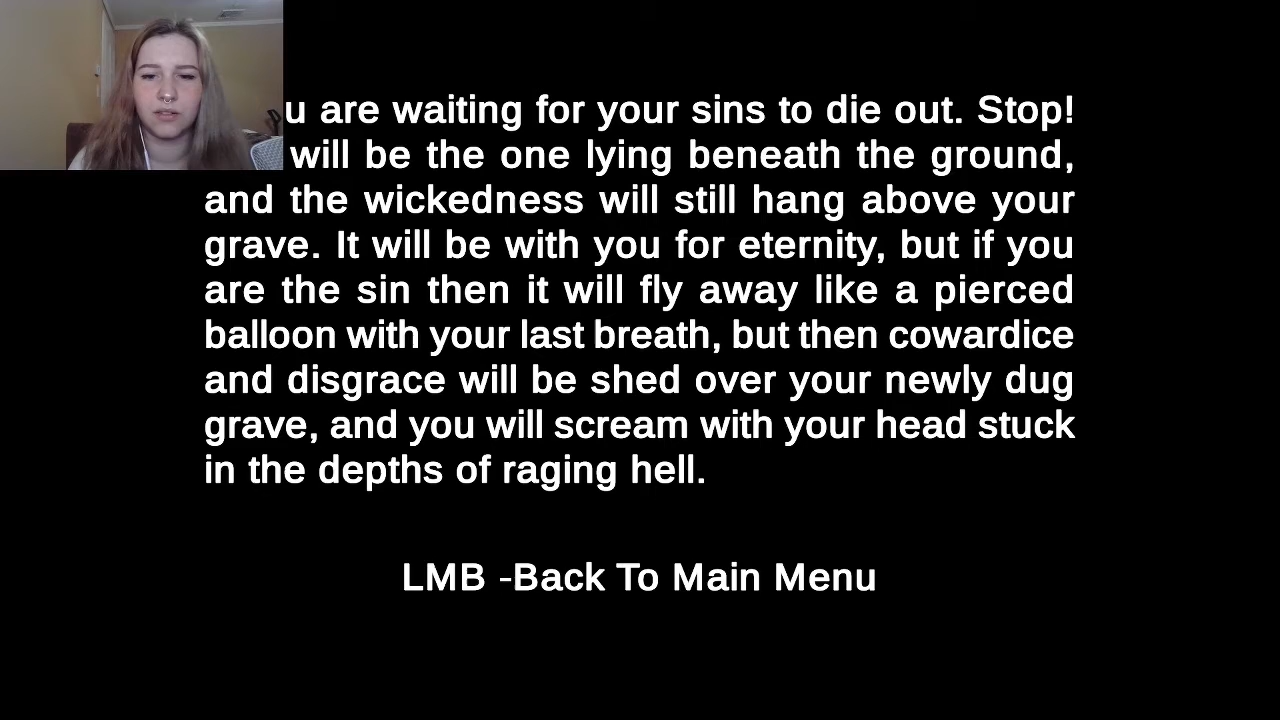 u are waiting for your sins to die out. Stop!
will be the one lying beneath the ground,
and the wickedness will still hang above your
grave. It will be with you for eternity, but if you
are the sin then it will fly away like a pierced
balloon with your last breath, but then cowardice
and disgrace will be shed over your newly dug
grave, and you will scream with your head stuck
in the depths of raging hell.
LMB -Back To Main Menu